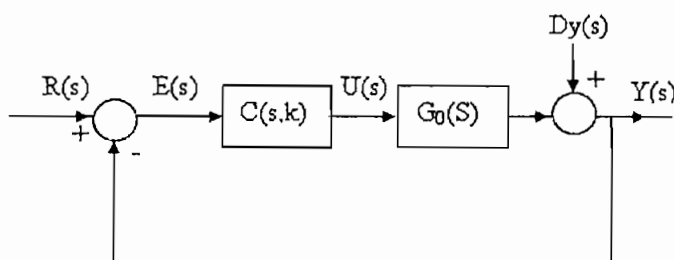 Dy(s)
R(s)
E(s)
C(s,k)
U(s)
G₀(S)
+
Y(s)
+
-